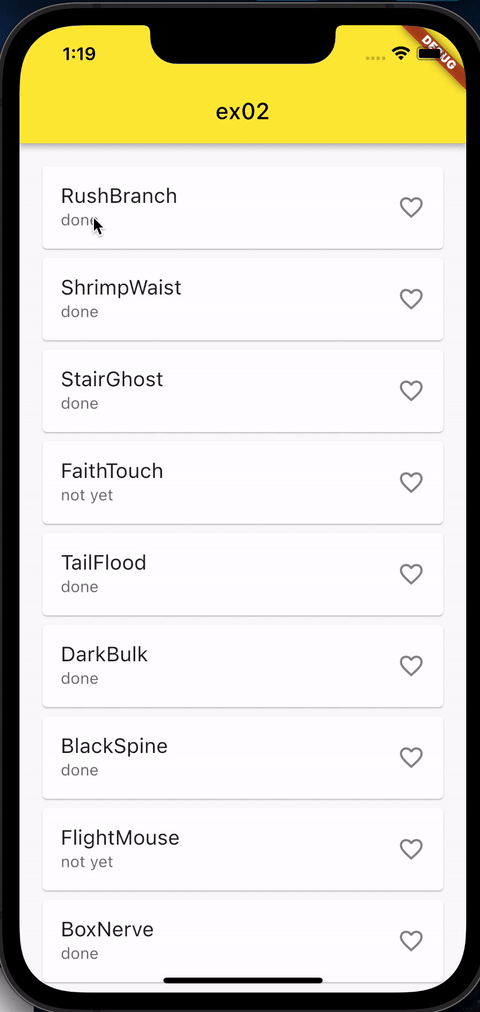 1:19
DEBUG
ex02
RushBranch
done
ShrimpWaist
done
StairGhost
done
FaithTouch
not yet
TailFlood
done
DarkBulk
done
BlackSpine
done
FlightMouse
not yet
BoxNerve
done